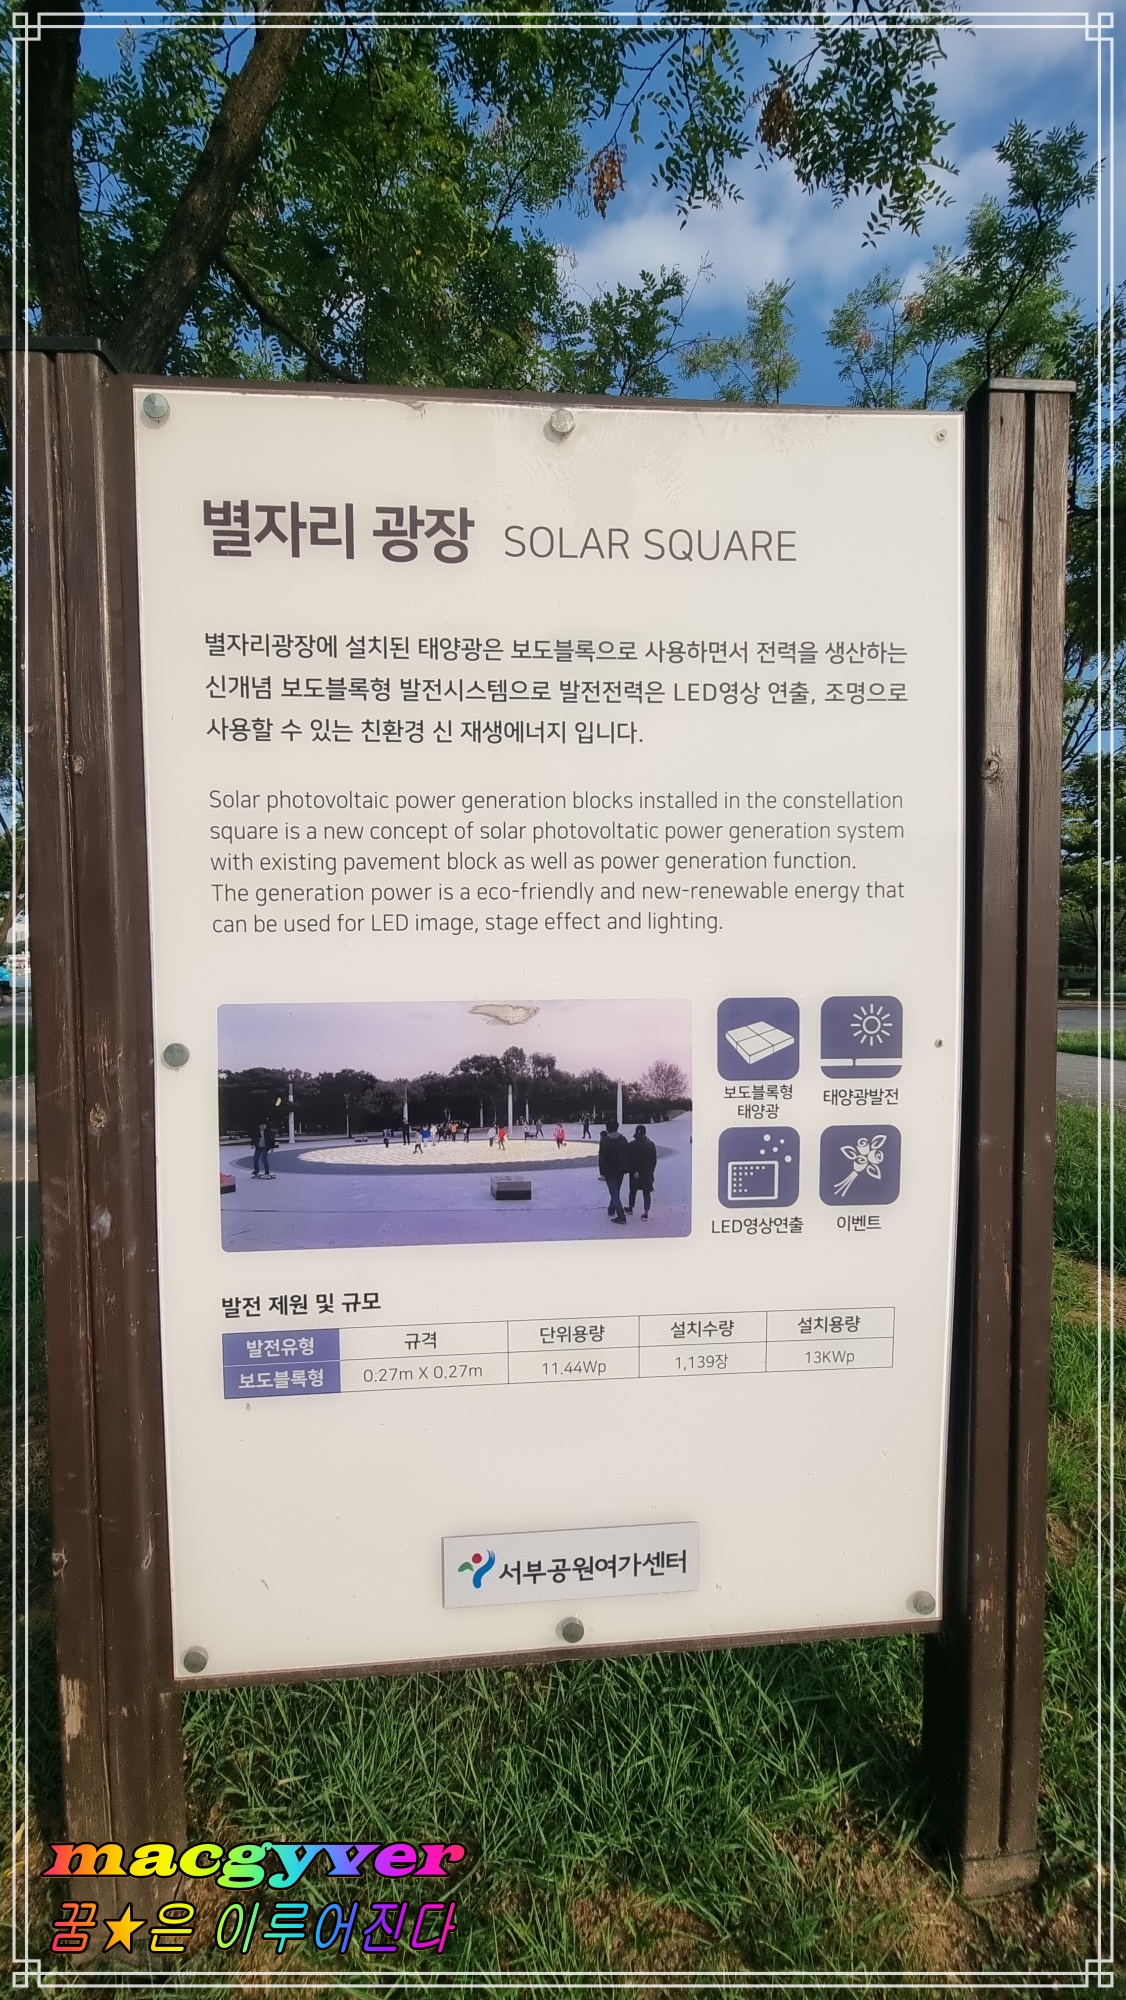 별자리 광장 SOLAR SQUARE
별자리광장에 설치된 태양광은 보도블록으로 사용하면서 전력을 생산하는
신개념 보도블록형 발전시스템으로 발전전력은 LED영상 연출, 조명으로
사용할 수 있는 친환경 신 재생에너지 입니다.
Solar photovoltaic power generation blocks installed in the constellation
square is a new concept of solar photovoltatic power generation system
with existing pavement block as well as power generation function.
The generation power is a eco-friendly and new-renewable energy that
can be used for LED image, stage effect and lighting.
보도블록형
태양광
태양광발전
LED영상연출
이벤트
발전 제원 및 규모
발전유형 규격 단위용량 설치수량 설치용량
보도블록형 0.27m X 0.27m 11.44Wp 1,139장 13KWp
서부공원여가센터
macgyver
꿈★은 이루어진다